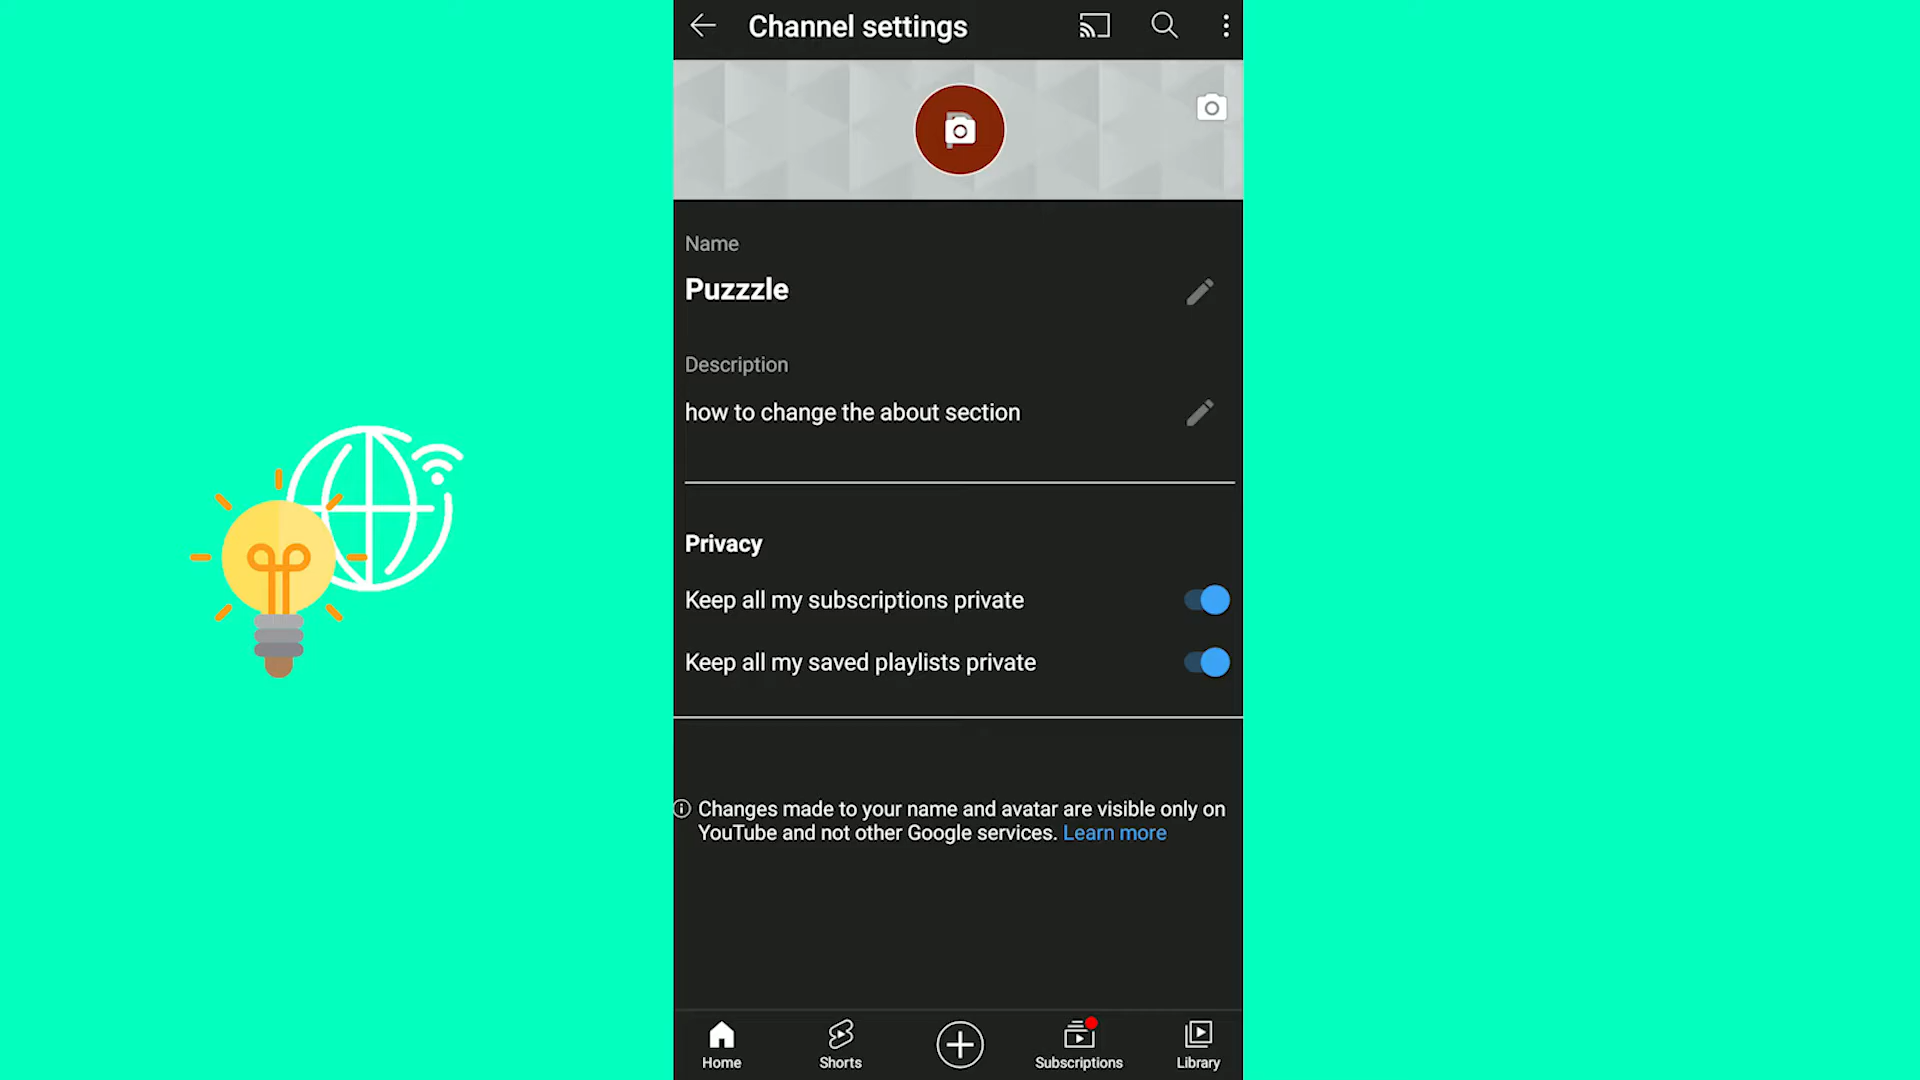 Channel settings
Name
Puzzzle
Description
how to change the about section
Privacy
Keep all my subscriptions private
Keep all my saved playlists private
Changes made to your name and avatar are visible only on
YouTube and not other Google services. Learn more
Home
Shorts
Subscriptions
Library